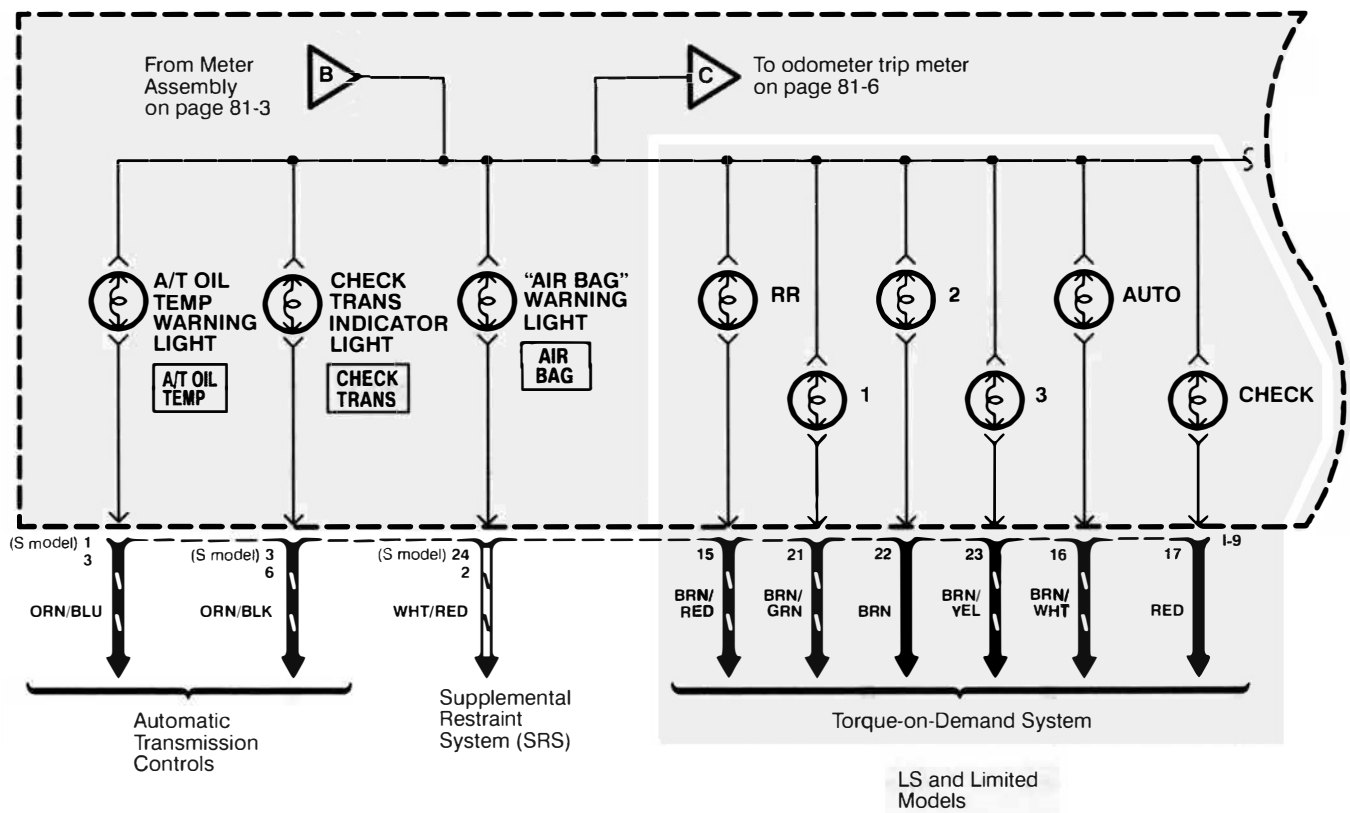 From Meter
Assembly
on page 81-3
B
C
To odometer trip meter
on page 81-6
A/T OIL
TEMP
WARNING
LIGHT
A/T OIL
TEMP
CHECK
TRANS
INDICATOR
LIGHT
CHECK
TRANS
“AIR BAG”
WARNING
LIGHT
AIR
BAG
RR
1
2
3
AUTO
CHECK
(S model) 1
3
(S model) 3
6
(S model) 24
2
15
21
22
23
16
17
I-9
ORN/BLU
ORN/BLK
WHT/RED
BRN/
RED
BRN/
GRN
BRN
BRN/
YEL
BRN/
WHT
RED
Automatic
Transmission
Controls
Supplemental
Restraint
System (SRS)
Torque-on-Demand System
LS and Limited
Models